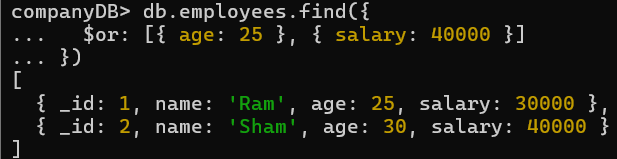 companyDB> db.employees.find({
...   $or: [{ age: 25 }, { salary: 40000 }]
... })
[
  { _id: 1, name: 'Ram', age: 25, salary: 30000 },
  { _id: 2, name: 'Sham', age: 30, salary: 40000 }
]